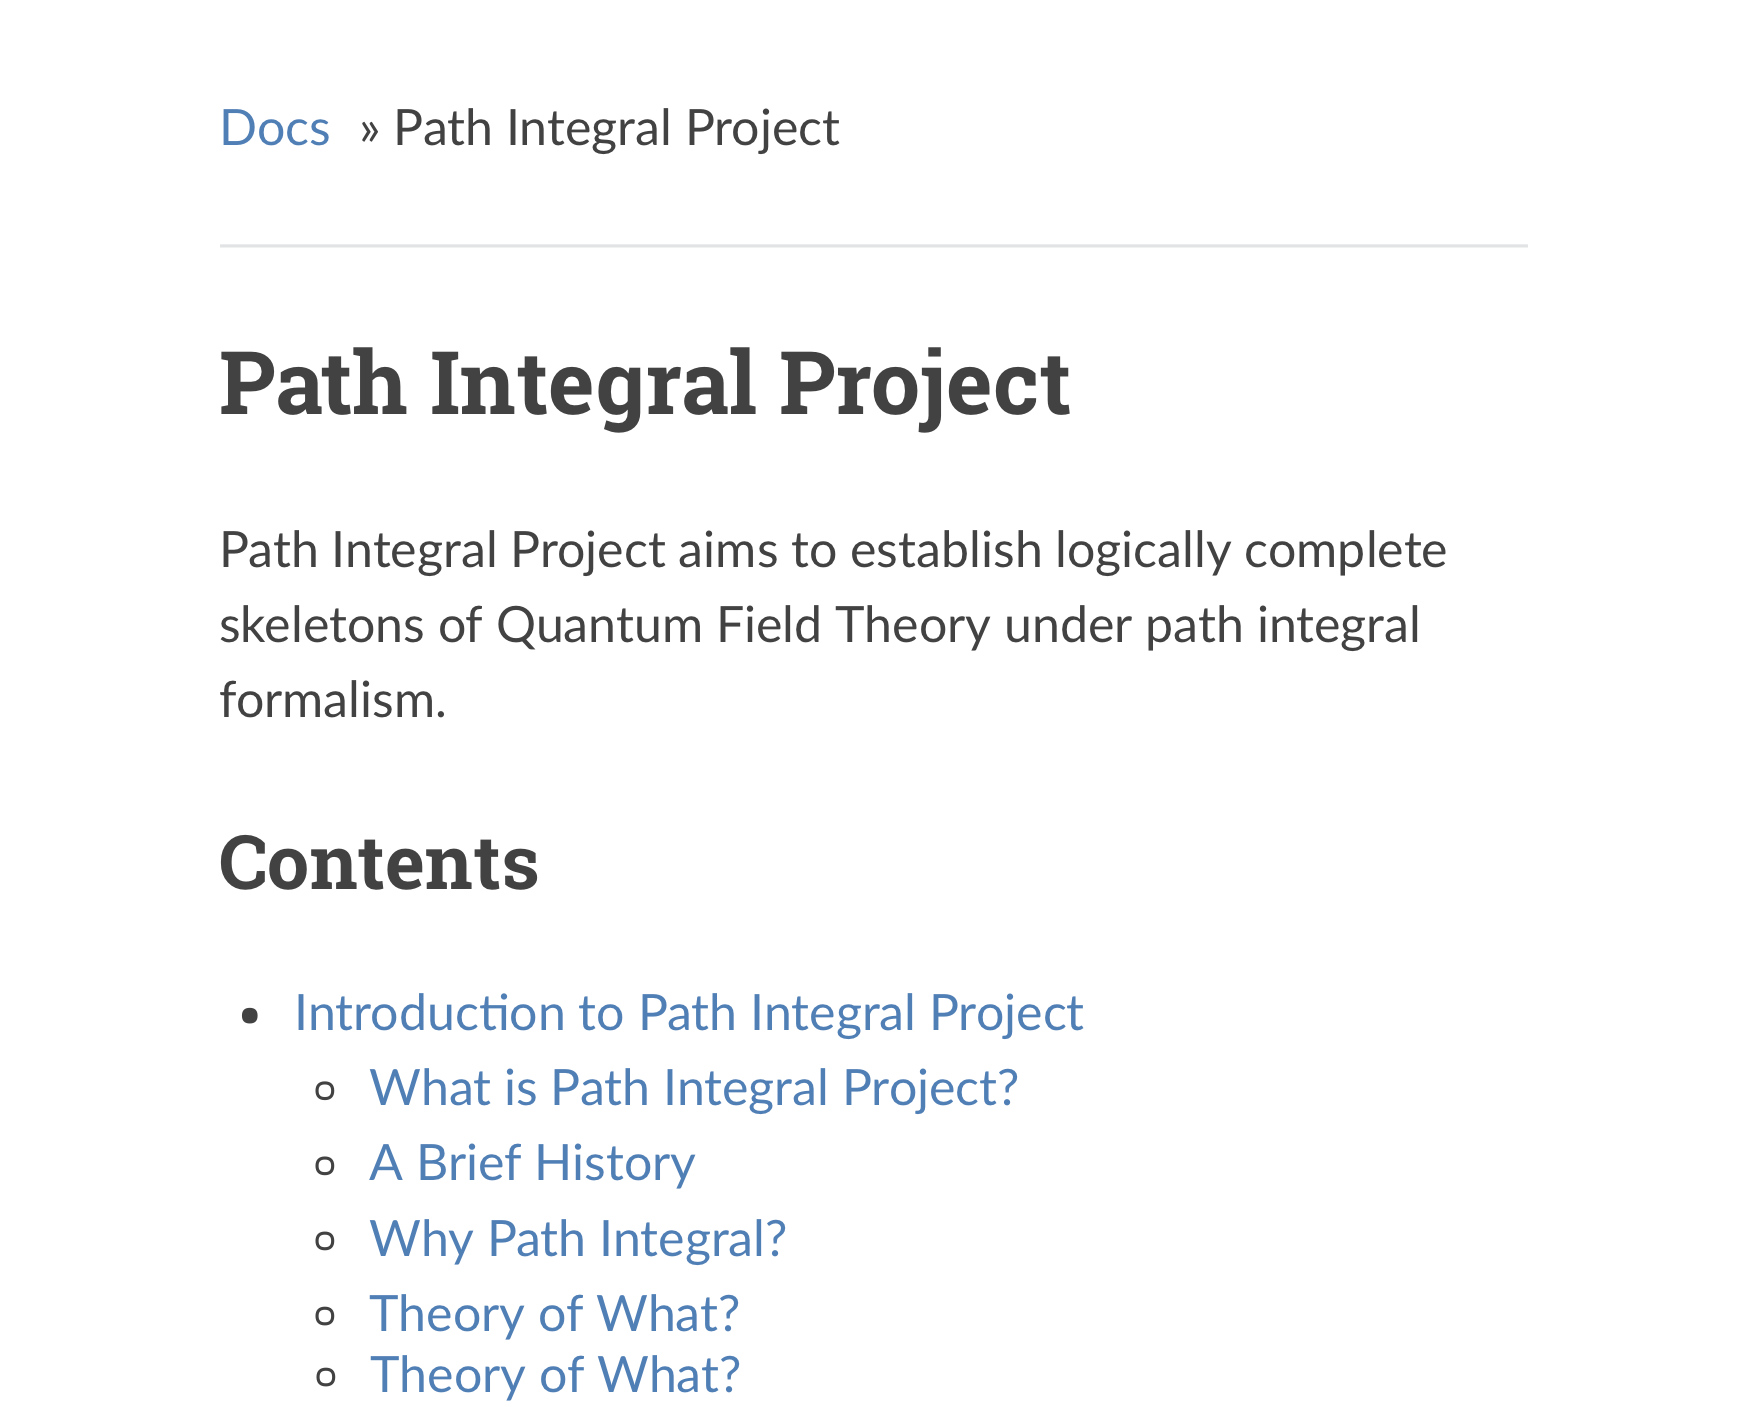 Docs » Path Integral Project
Path Integral Project
Path Integral Project aims to establish logically complete
skeletons of Quantum Field Theory under path integral
formalism.
Contents
• Introduction to Path Integral Project
◦ What is Path Integral Project?
◦ A Brief History
◦ Why Path Integral?
◦ Theory of What?
◦ Theory of What?